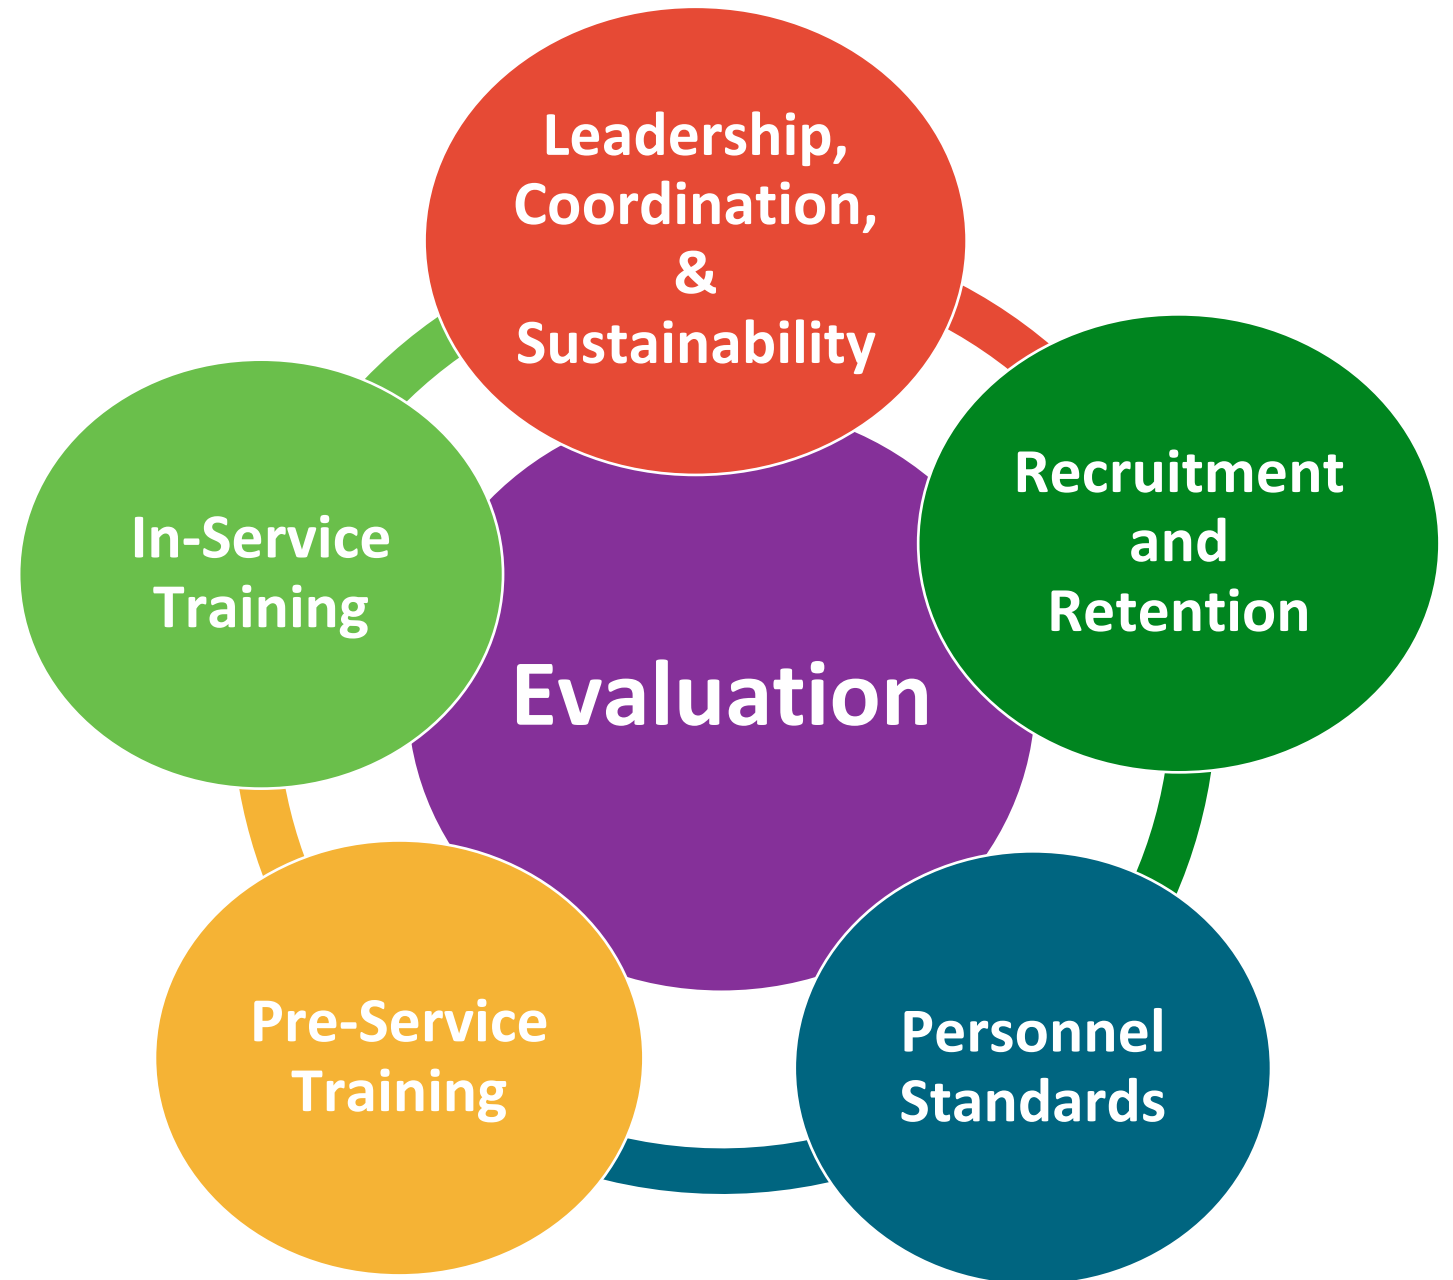 Leadership,
Coordination,
&
Sustainability
Recruitment
and
Retention
Personnel
Standards
Pre-Service
Training
In-Service
Training
Evaluation